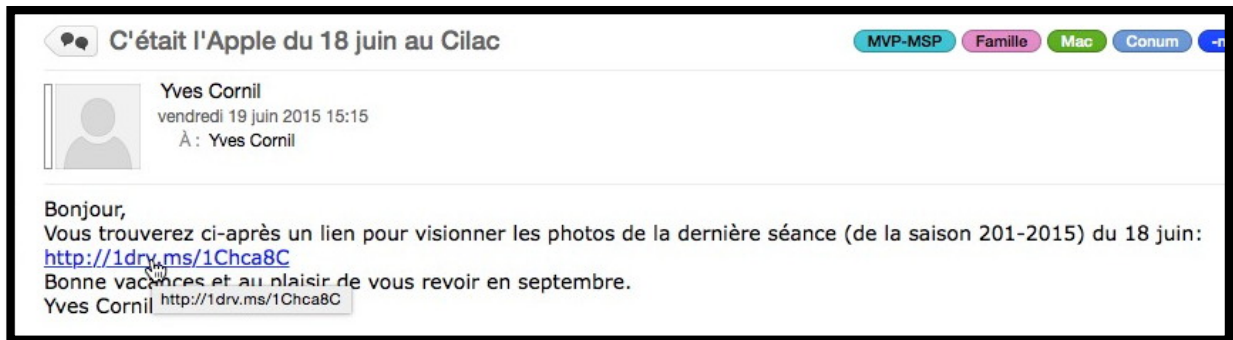 C'était l'Apple du 18 juin au Cilac
MVP-MSP Famille Mac Conum
Yves Cornil
vendredi 19 juin 2015 15:15
À : Yves Cornil
Bonjour,
Vous trouverez ci-après un lien pour visionner les photos de la dernière séance (de la saison 201-2015) du 18 juin:
http://1drv.ms/1Chca8C
Bonne vacances et au plaisir de vous revoir en septembre.
Yves Cornil
http://1drv.ms/1Chca8C